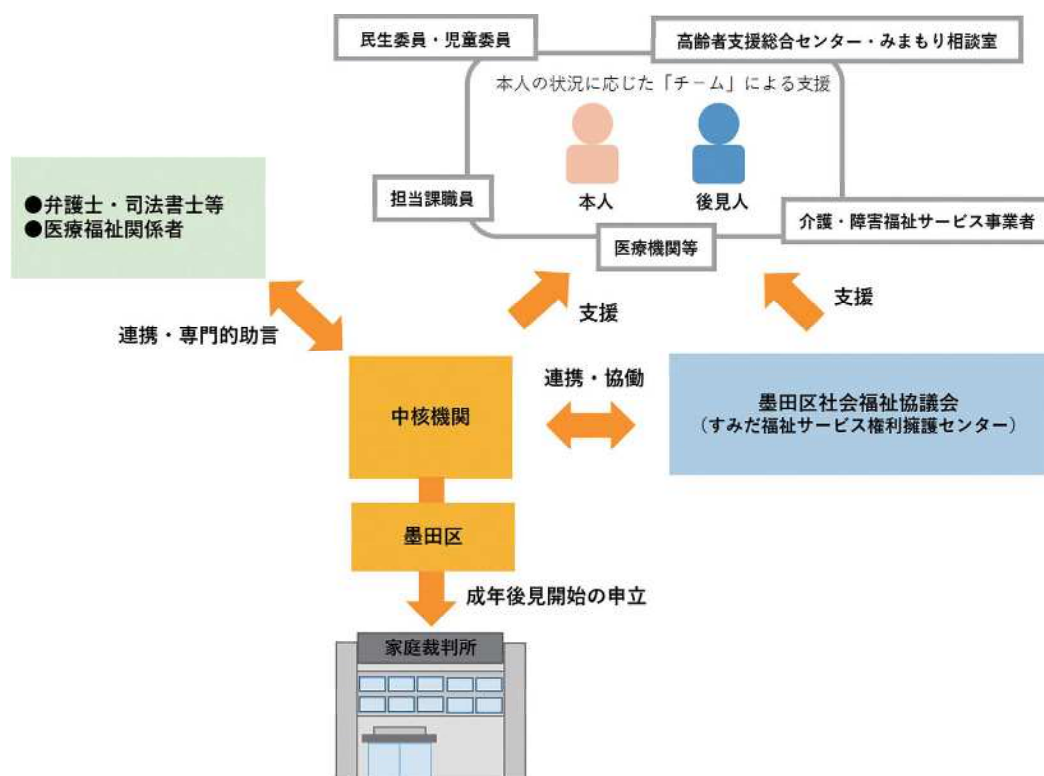 民生委員・児童委員
高齢者支援総合センター・みまもり相談室
本人の状況に応じた「チーム」による支援
本人
後見人
担当課職員
介護・障害福祉サービス事業者
医療機関等
●弁護士・司法書士等
●医療福祉関係者
支援
支援
連携・専門的助言
中核機関
連携・協働
墨田区社会福祉協議会
（すみだ福祉サービス権利擁護センター）
墨田区
成年後見開始の申立
家庭裁判所